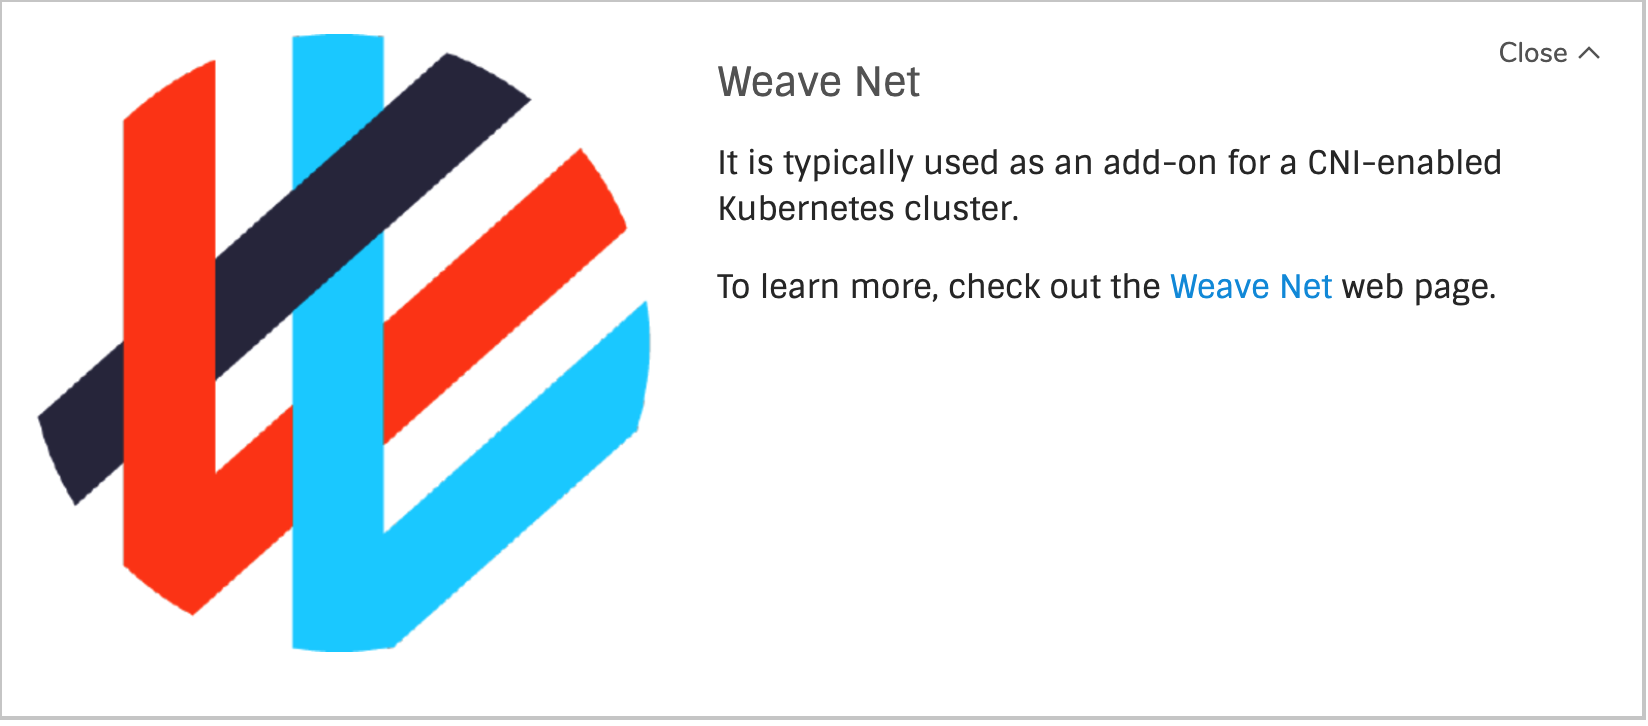 Close
Weave Net
It is typically used as an add-on for a CNI-enabled
Kubernetes cluster.
To learn more, check out the Weave Net web page.